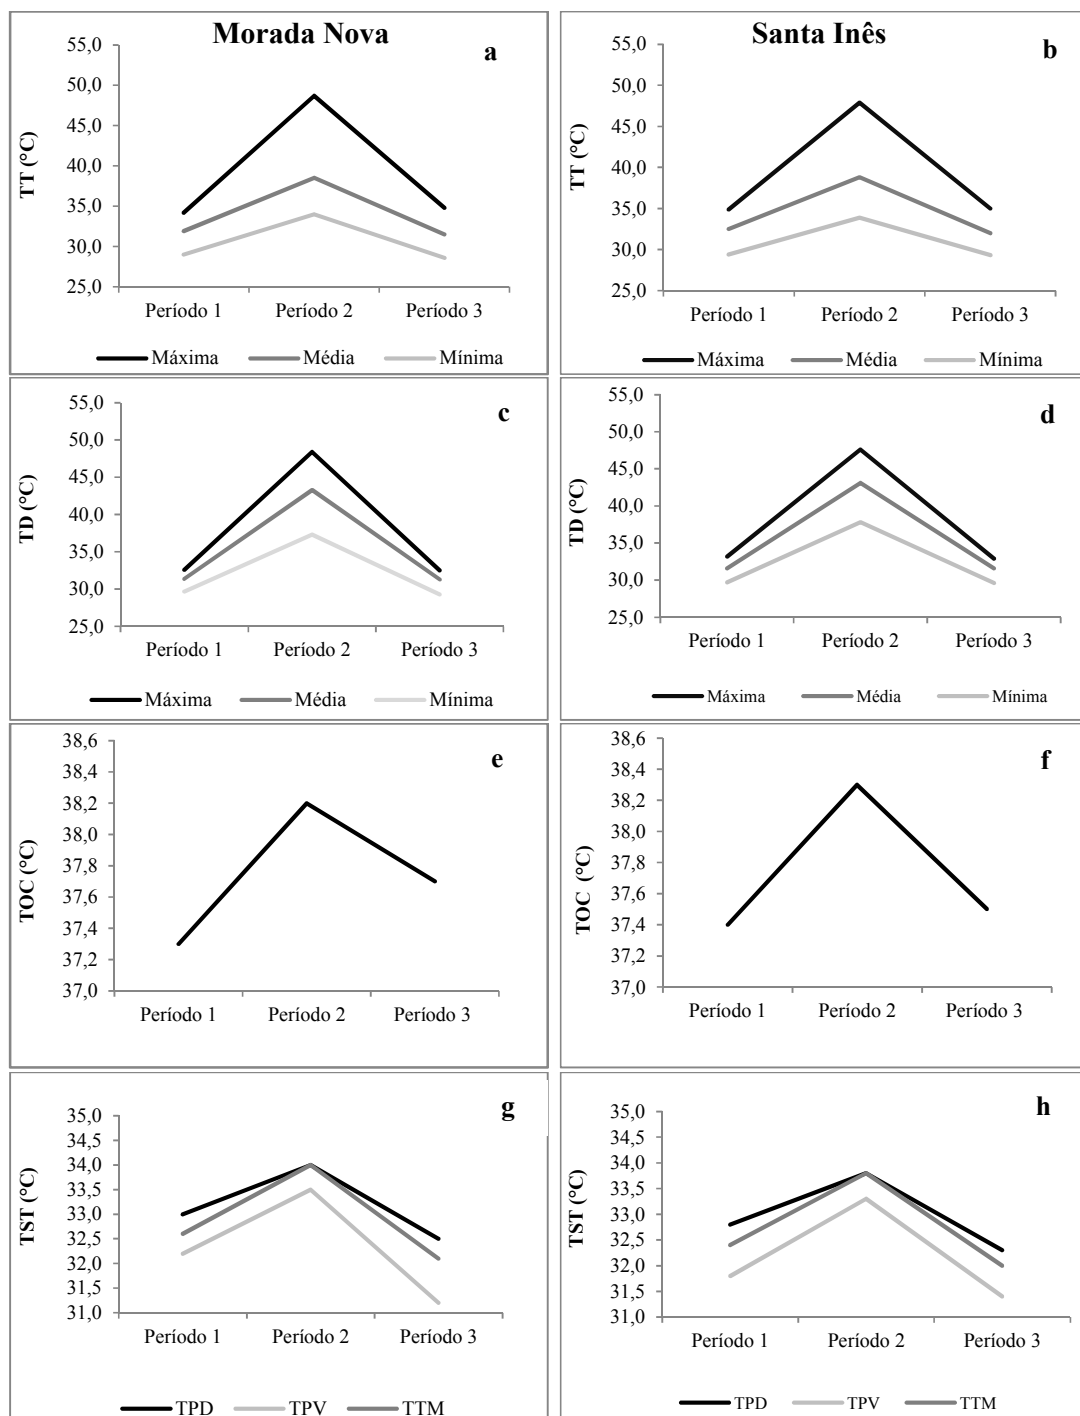 Morada Nova
a
TT (°C)
55,0
50,0
45,0
40,0
35,0
30,0
25,0
Período 1 Período 2 Período 3
Máxima Média Mínima
Santa Inês
b
TT (°C)
55,0
50,0
45,0
40,0
35,0
30,0
25,0
Período 1 Período 2 Período 3
Máxima Média Mínima
c
TD (°C)
55,0
50,0
45,0
40,0
35,0
30,0
25,0
Período 1 Período 2 Período 3
Máxima Média Mínima
d
TD (°C)
55,0
50,0
45,0
40,0
35,0
30,0
25,0
Período 1 Período 2 Período 3
Máxima Média Mínima
e
TOC (°C)
38,6
38,4
38,2
38,0
37,8
37,6
37,4
37,2
37,0
Período 1 Período 2 Período 3
f
TOC (°C)
38,6
38,4
38,2
38,0
37,8
37,6
37,4
37,2
37,0
Período 1 Período 2 Período 3
g
TST (°C)
35,0
34,5
34,0
33,5
33,0
32,5
32,0
31,5
31,0
Período 1 Período 2 Período 3
TPD TPV TTM
h
TST (°C)
35,0
34,5
34,0
33,5
33,0
32,5
32,0
31,5
31,0
Período 1 Período 2 Período 3
TPD TPV TTM